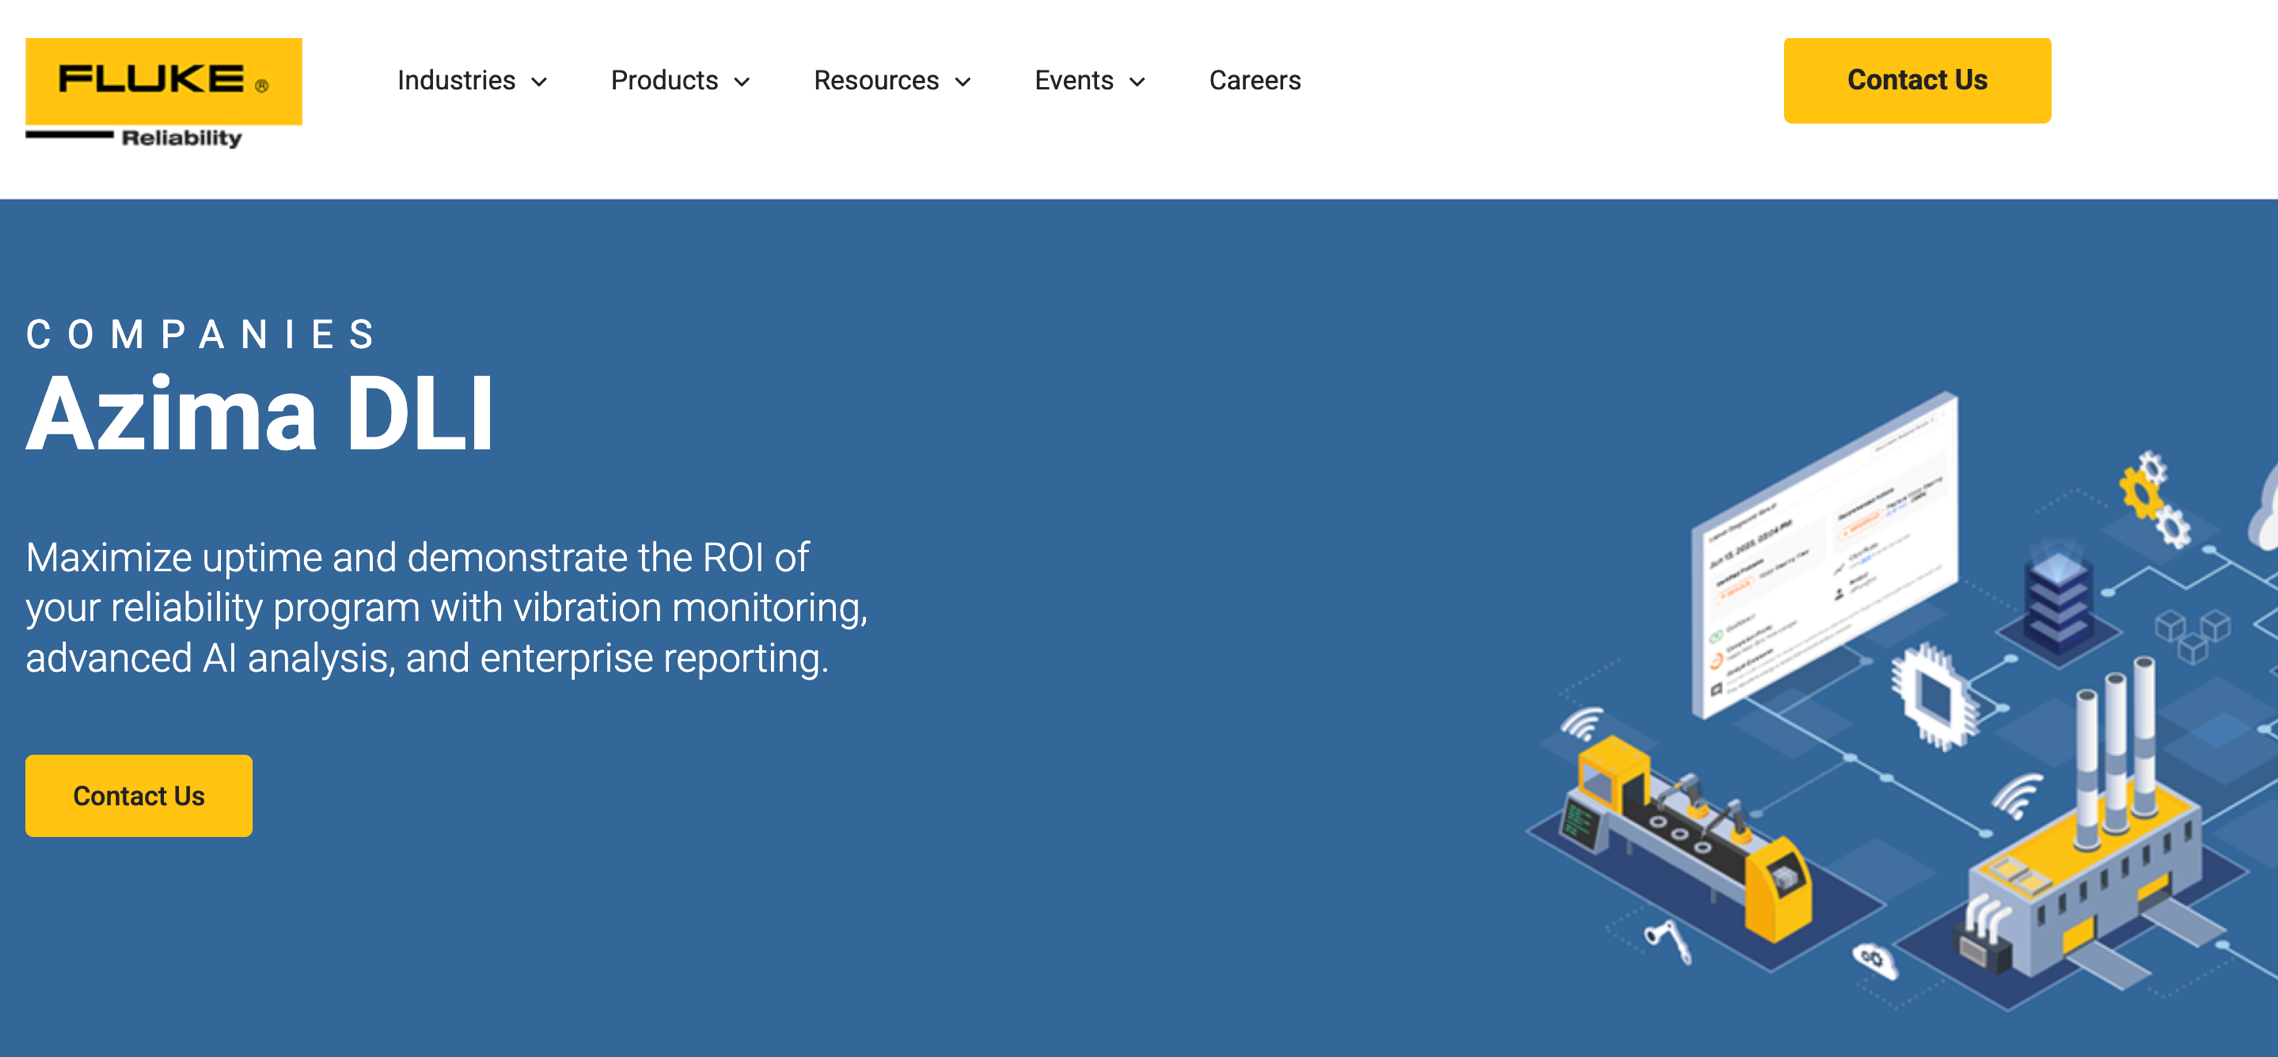 FLUKE ®
Reliability
Industries
Products
Resources
Events
Careers
Contact Us
COMPANIES
Azima DLI
Maximize uptime and demonstrate the ROI of
your reliability program with vibration monitoring,
advanced AI analysis, and enterprise reporting.
Contact Us